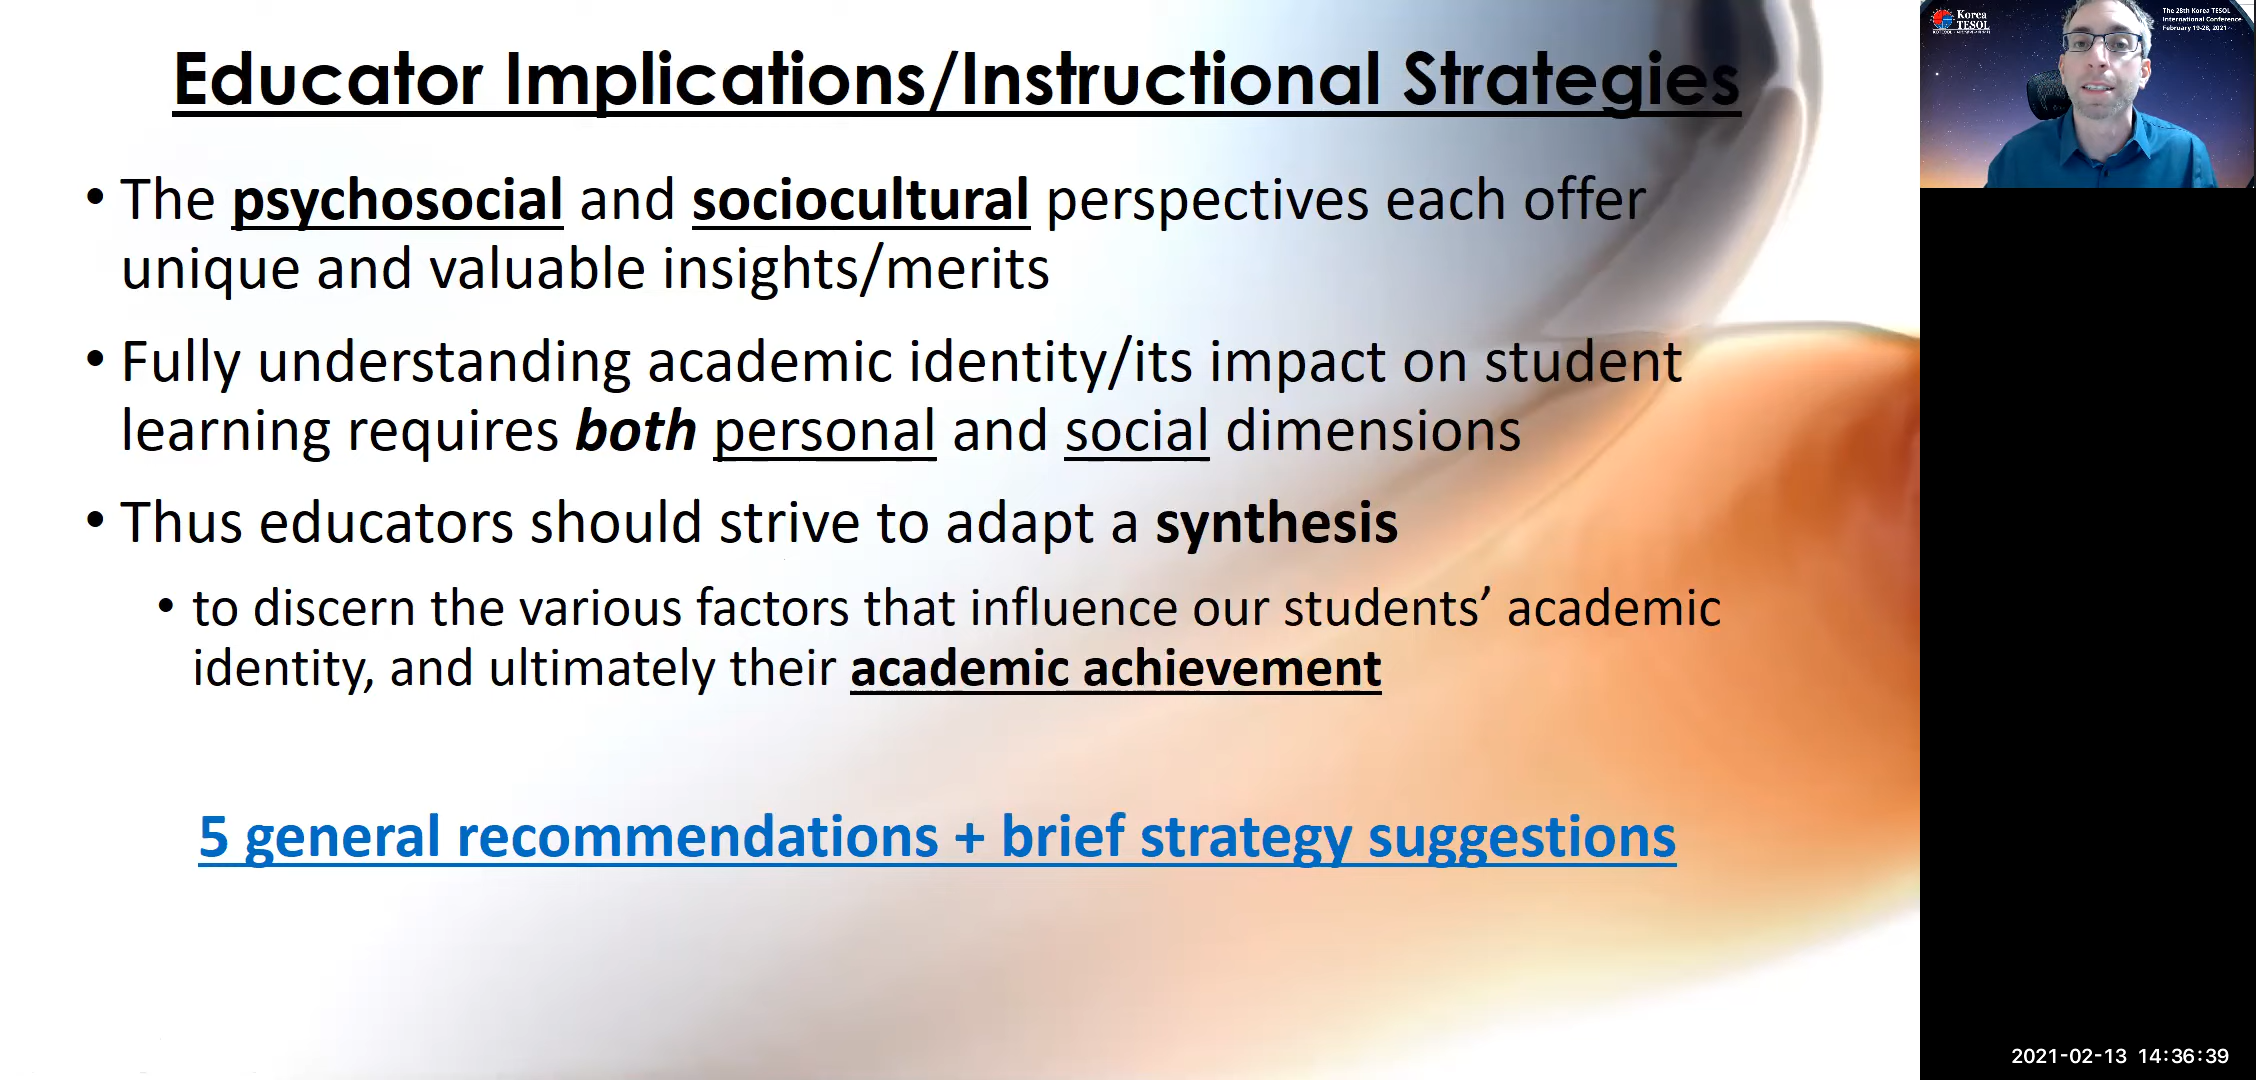 Educator Implications/Instructional Strategies
• The psychosocial and sociocultural perspectives each offer
unique and valuable insights/merits
• Fully understanding academic identity/its impact on student
learning requires both personal and social dimensions
• Thus educators should strive to adapt a synthesis
• to discern the various factors that influence our students’ academic
identity, and ultimately their academic achievement
5 general recommendations + brief strategy suggestions
Korea
TESOL
The 28th Korea TESOL
International Conference
February 19-28, 2021
2021-02-13 14:36:39